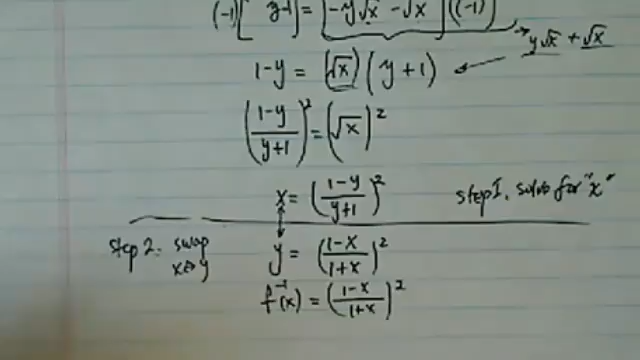 (-1)[ y-1] = [-y√x - √x]((-1)
y√x + √x
1-y = (√x)(y+1)
((1-y)/(y+1))² = (√x)²
x = ((1-y)/(y+1))² step I. solve for "x"
step 2: swap x↔y
y = ((1-x)/(1+x))²
f⁻¹(x) = ((1-x)/(1+x))²